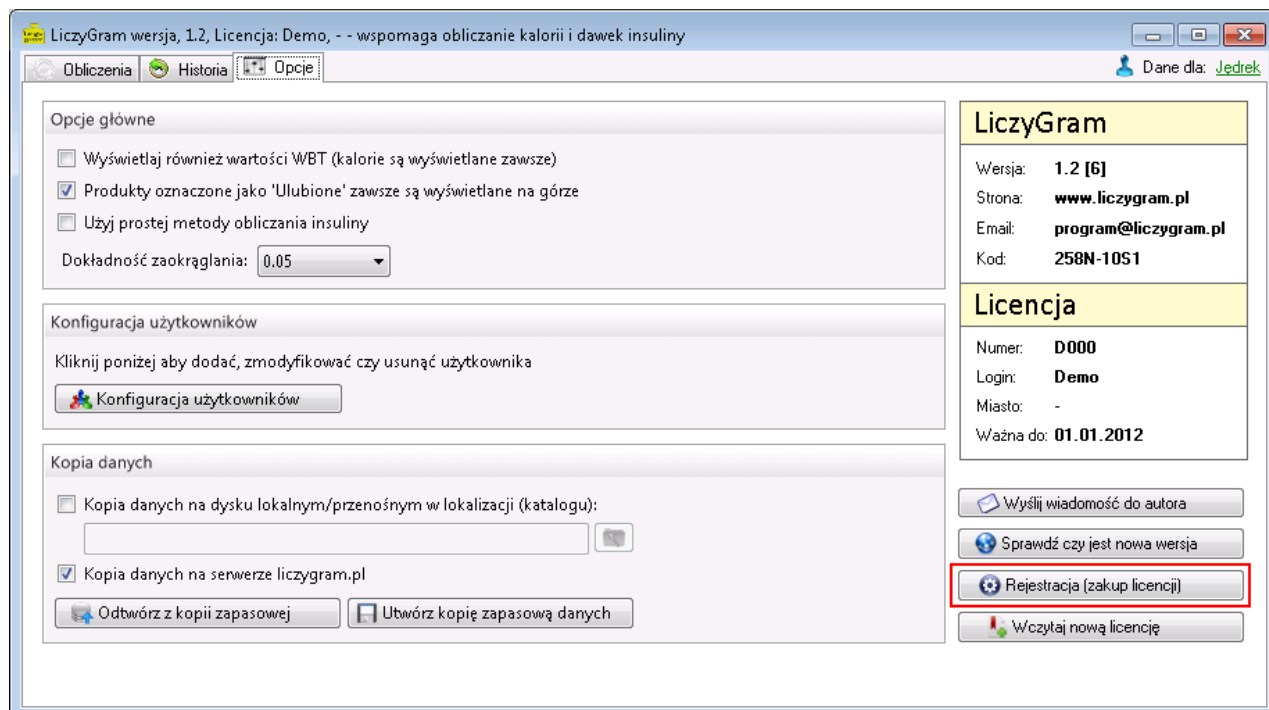 LiczyGram wersja, 1.2, Licencja: Demo, - - wspomaga obliczanie kalorii i dawek insuliny
Obliczenia Historia Opcje Dane dla: Jędrek
Opcje główne
Wyświetlaj również wartości WBT (kalorie są wyświetlane zawsze)
Produkty oznaczone jako 'Ulubione' zawsze są wyświetlane na górze
Użyj prostej metody obliczania insuliny
Dokładność zaokrąglania: 0.05
Konfiguracja użytkowników
Kliknij poniżej aby dodać, zmodyfikować czy usunąć użytkownika
Konfiguracja użytkowników
Kopia danych
Kopia danych na dysku lokalnym/przenośnym w lokalizacji (katalogu):
Kopia danych na serwerze liczygram.pl
Odtwórz z kopii zapasowej Utwórz kopię zapasową danych
LiczyGram
Wersja: 1.2 [6]
Strona: www.liczygram.pl
Email: program@liczygram.pl
Kod: 258N-10S1
Licencja
Numer: D000
Login: Demo
Miasto: -
Ważna do: 01.01.2012
Wyślij wiadomość do autora
Sprawdź czy jest nowa wersja
Rejestracja (zakup licencji)
Wczytaj nową licencję